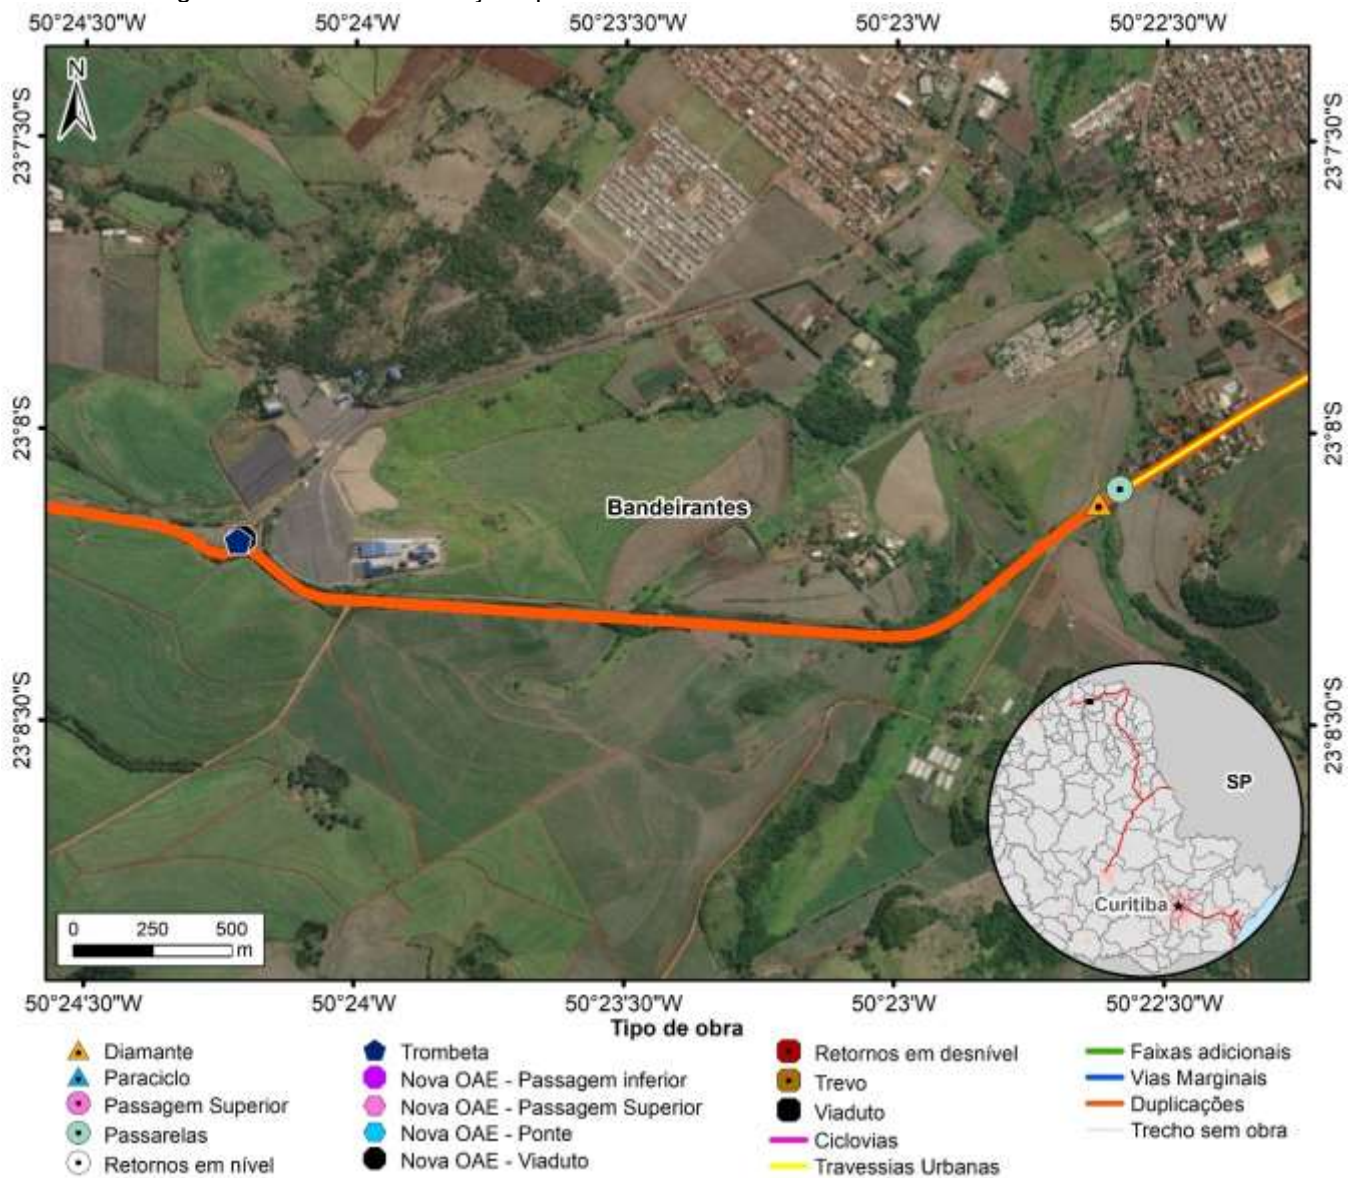 50°24'30"W 50°24'W 50°23'30"W 50°23'W 50°22'30"W
N
23°7'30"S 23°7'30"S
23°8'S 23°8'S
Bandeirantes
23°8'30"S 23°8'30"S
SP
Curitiba
0 250 500
m
50°24'30"W 50°24'W 50°23'30"W 50°23'W 50°22'30"W
Tipo de obra
Diamante
Paraciclo
Passagem Superior
Passarelas
Retornos em nível
Trombeta
Nova OAE - Passagem inferior
Nova OAE - Passagem Superior
Nova OAE - Ponte
Nova OAE - Viaduto
Retornos em desnível
Trevo
Viaduto
Ciclovias
Travessias Urbanas
Faixas adicionais
Vias Marginais
Duplicações
Trecho sem obra